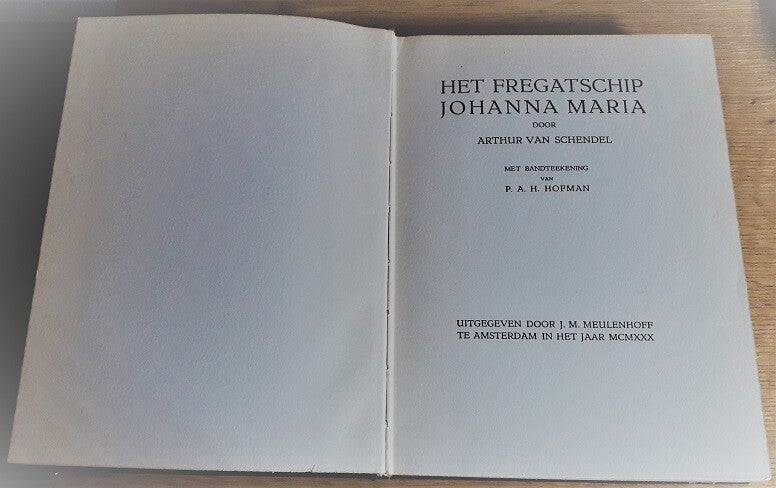 HET FREGATSCHIP
JOHANNA MARIA
DOOR
ARTHUR VAN SCHENDEL
MET BANDTEEKENING
VAN
P. A. H. HOFMAN
UITGEGEVEN DOOR J. M. MEULENHOFF
TE AMSTERDAM IN HET JAAR MCMXXX